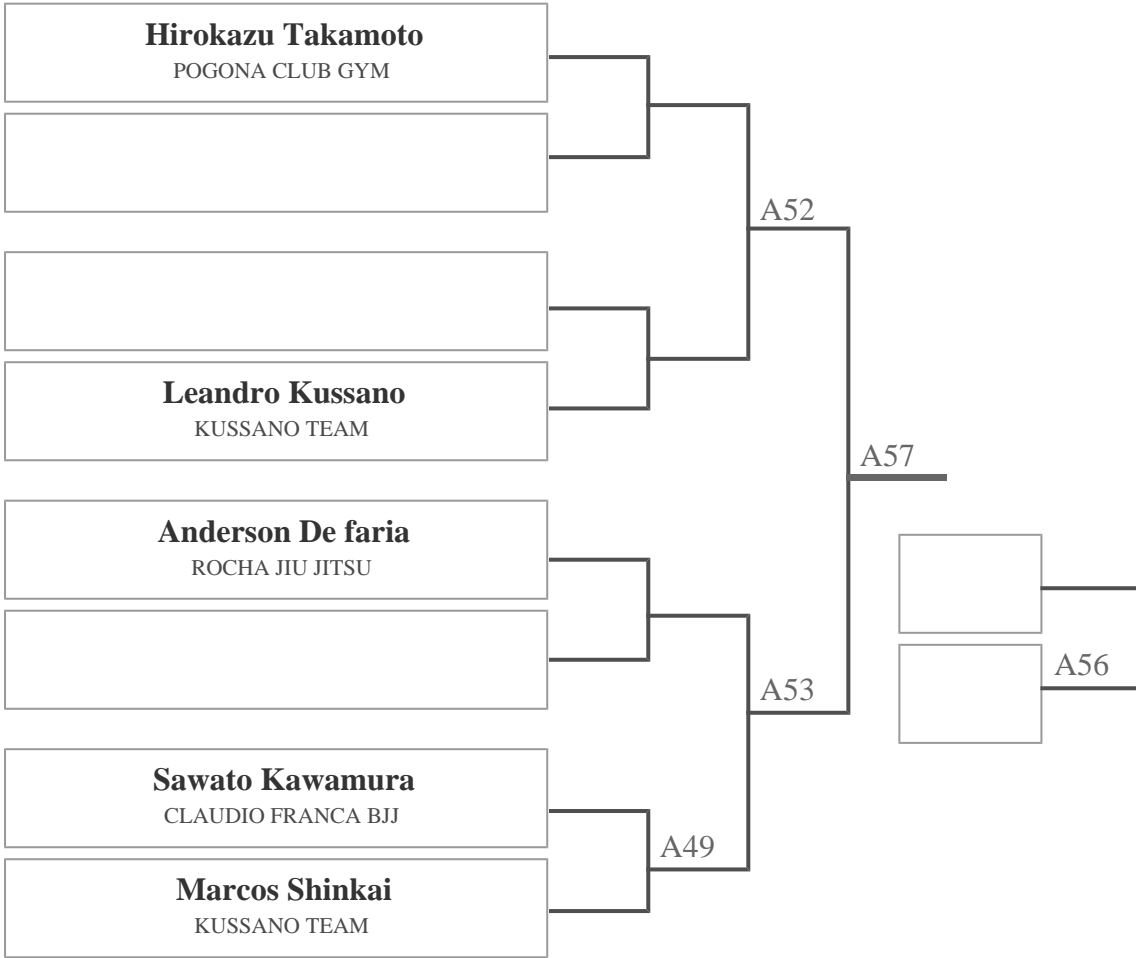 Hirokazu Takamoto
POGONA CLUB GYM
A52
Leandro Kussano
KUSSANO TEAM
A57
Anderson De faria
ROCHA JIU JITSU
A56
A53
Sawato Kawamura
CLAUDIO FRANCA BJJ
A49
Marcos Shinkai
KUSSANO TEAM